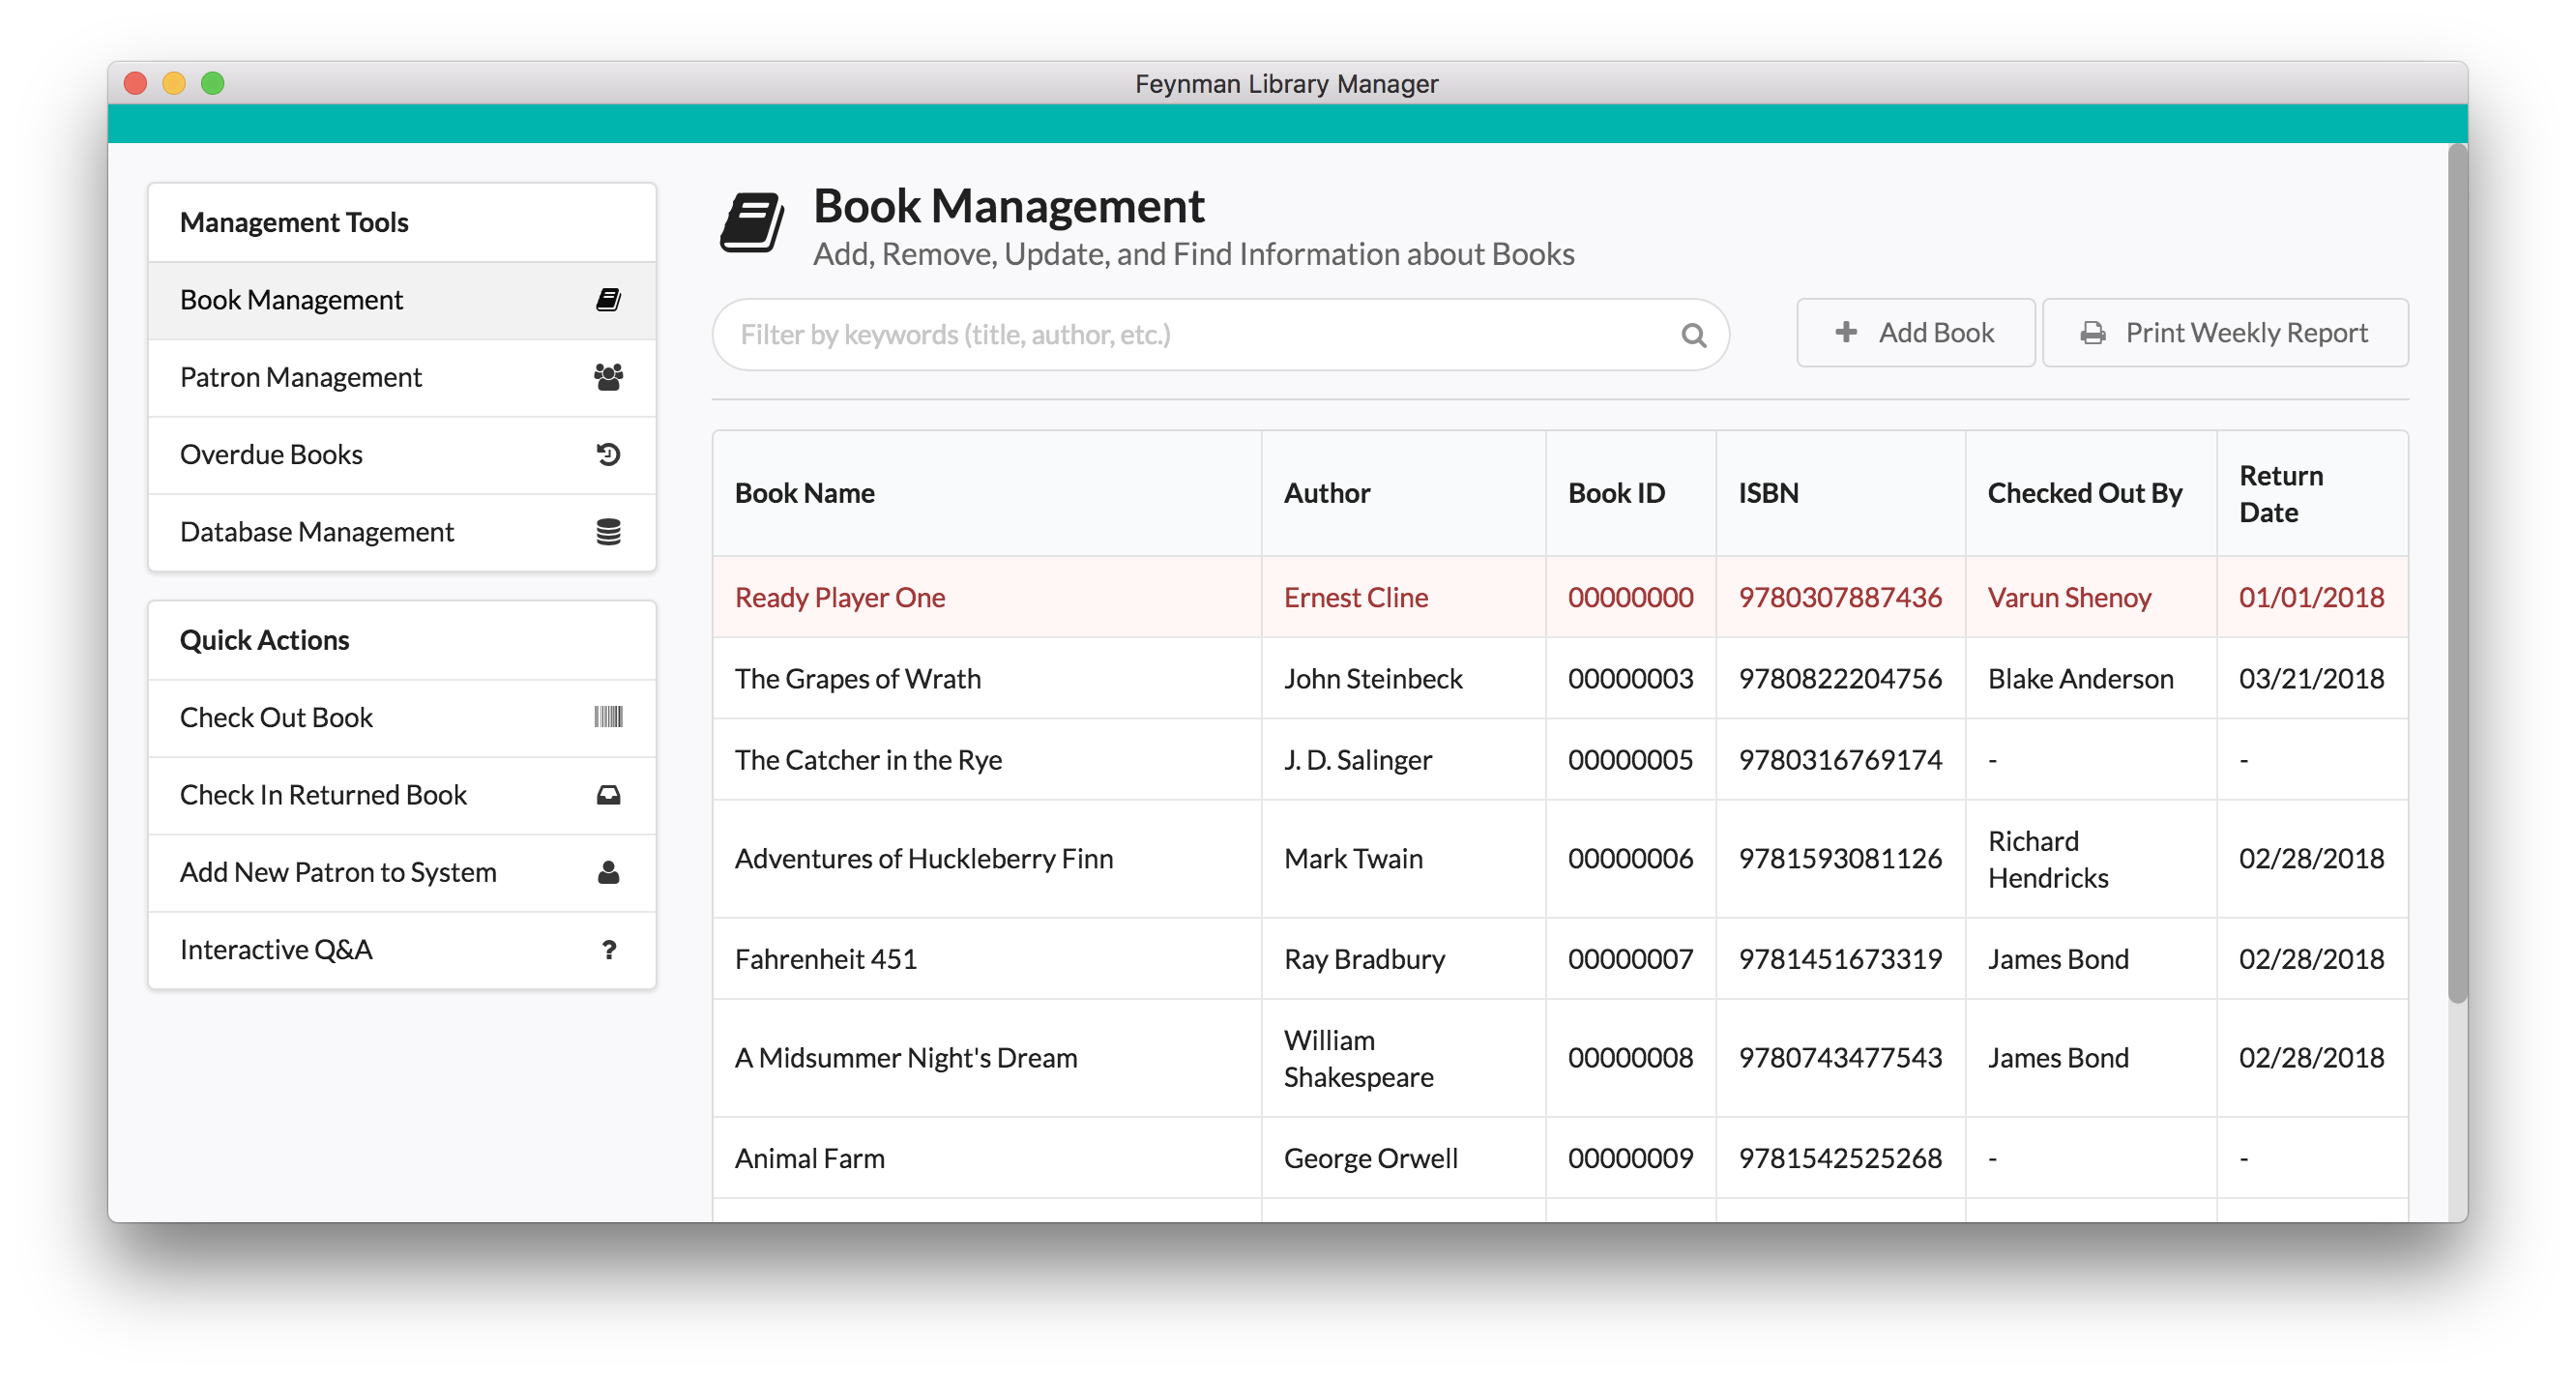 Feynman Library Manager
Management Tools
Book Management
Patron Management
Overdue Books
Database Management
Quick Actions
Check Out Book
Check In Returned Book
Add New Patron to System
Interactive Q&A
?
Book Management
Add, Remove, Update, and Find Information about Books
Filter by keywords (title, author, etc.)
Add Book
Print Weekly Report
Book Name Author Book ID ISBN Checked Out By Return Date
Ready Player One Ernest Cline 00000000 9780307887436 Varun Shenoy 01/01/2018
The Grapes of Wrath John Steinbeck 00000003 9780822204756 Blake Anderson 03/21/2018
The Catcher in the Rye J. D. Salinger 00000005 9780316769174 - -
Adventures of Huckleberry Finn Mark Twain 00000006 9781593081126 Richard Hendricks 02/28/2018
Fahrenheit 451 Ray Bradbury 00000007 9781451673319 James Bond 02/28/2018
A Midsummer Night's Dream William Shakespeare 00000008 9780743477543 James Bond 02/28/2018
Animal Farm George Orwell 00000009 9781542525268 - -